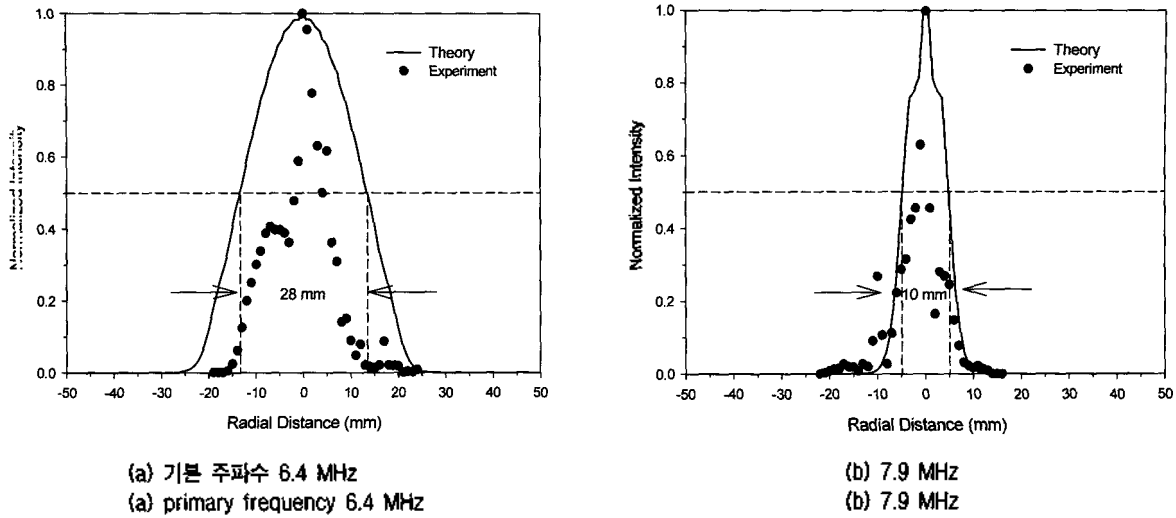 1.0
0.8
0.6
0.4
0.2
0.0
Normalized Intensity
Theory
Experiment
28 mm
-50 -40 -30 -20 -10 0 10 20 30 40 50
Radial Distance (mm)
(a) 기본 주파수 6.4 MHz
(a) primary frequency 6.4 MHz
1.0
0.8
0.6
0.4
0.2
0.0
Normalized Intensity
Theory
Experiment
10 mm
-50 -40 -30 -20 -10 0 10 20 30 40 50
Radial Distance (mm)
(b) 7.9 MHz
(b) 7.9 MHz